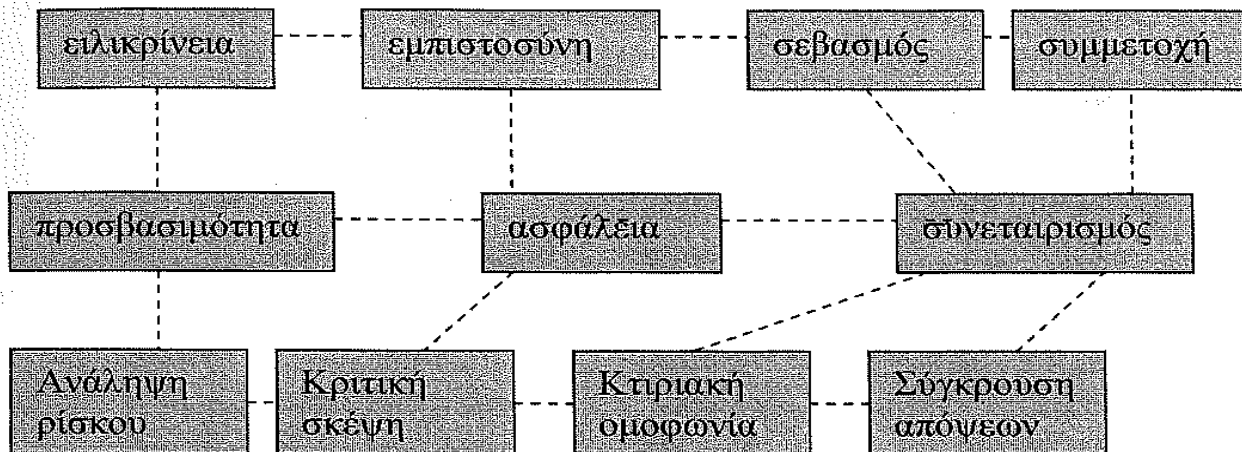 ειλικρίνεια εμπιστοσύνη σεβασμός συμμετοχή
προσβασιμότητα ασφάλεια συνεταιρισμός
Ανάληψη Κριτική Κτιριακή Σύγκρουση
ρίσκου σκέψη ομοφωνία απόψεων